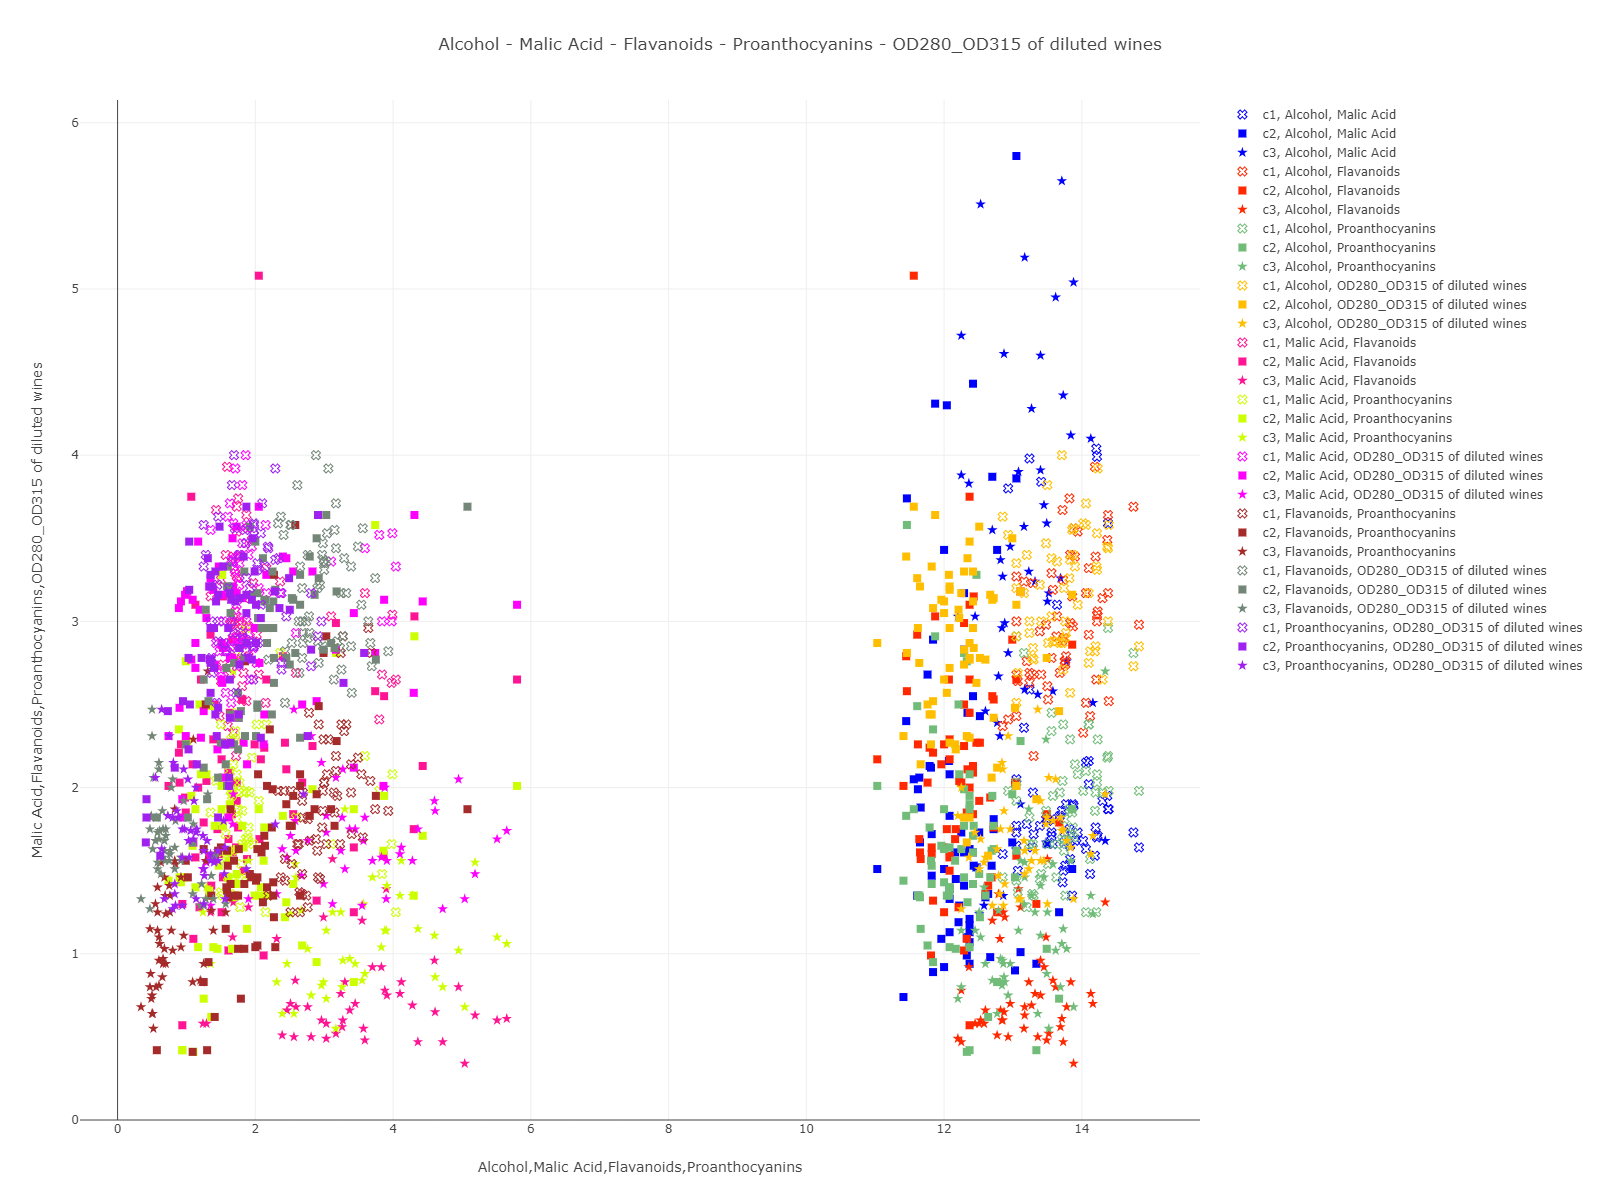 Alcohol - Malic Acid - Flavanoids - Proanthocyanins - OD280_OD315 of diluted wines
6
5
4
3
2
1
0
Malic Acid,Flavanoids,Proanthocyanins,OD280_OD315 of diluted wines
0 2 4 6 8 10 12 14
Alcohol,Malic Acid,Flavanoids,Proanthocyanins
c1, Alcohol, Malic Acid
c2, Alcohol, Malic Acid
c3, Alcohol, Malic Acid
c1, Alcohol, Flavanoids
c2, Alcohol, Flavanoids
c3, Alcohol, Flavanoids
c1, Alcohol, Proanthocyanins
c2, Alcohol, Proanthocyanins
c3, Alcohol, Proanthocyanins
c1, Alcohol, OD280_OD315 of diluted wines
c2, Alcohol, OD280_OD315 of diluted wines
c3, Alcohol, OD280_OD315 of diluted wines
c1, Malic Acid, Flavanoids
c2, Malic Acid, Flavanoids
c3, Malic Acid, Flavanoids
c1, Malic Acid, Proanthocyanins
c2, Malic Acid, Proanthocyanins
c3, Malic Acid, Proanthocyanins
c1, Malic Acid, OD280_OD315 of diluted wines
c2, Malic Acid, OD280_OD315 of diluted wines
c3, Malic Acid, OD280_OD315 of diluted wines
c1, Flavanoids, Proanthocyanins
c2, Flavanoids, Proanthocyanins
c3, Flavanoids, Proanthocyanins
c1, Flavanoids, OD280_OD315 of diluted wines
c2, Flavanoids, OD280_OD315 of diluted wines
c3, Flavanoids, OD280_OD315 of diluted wines
c1, Proanthocyanins, OD280_OD315 of diluted wines
c2, Proanthocyanins, OD280_OD315 of diluted wines
c3, Proanthocyanins, OD280_OD315 of diluted wines